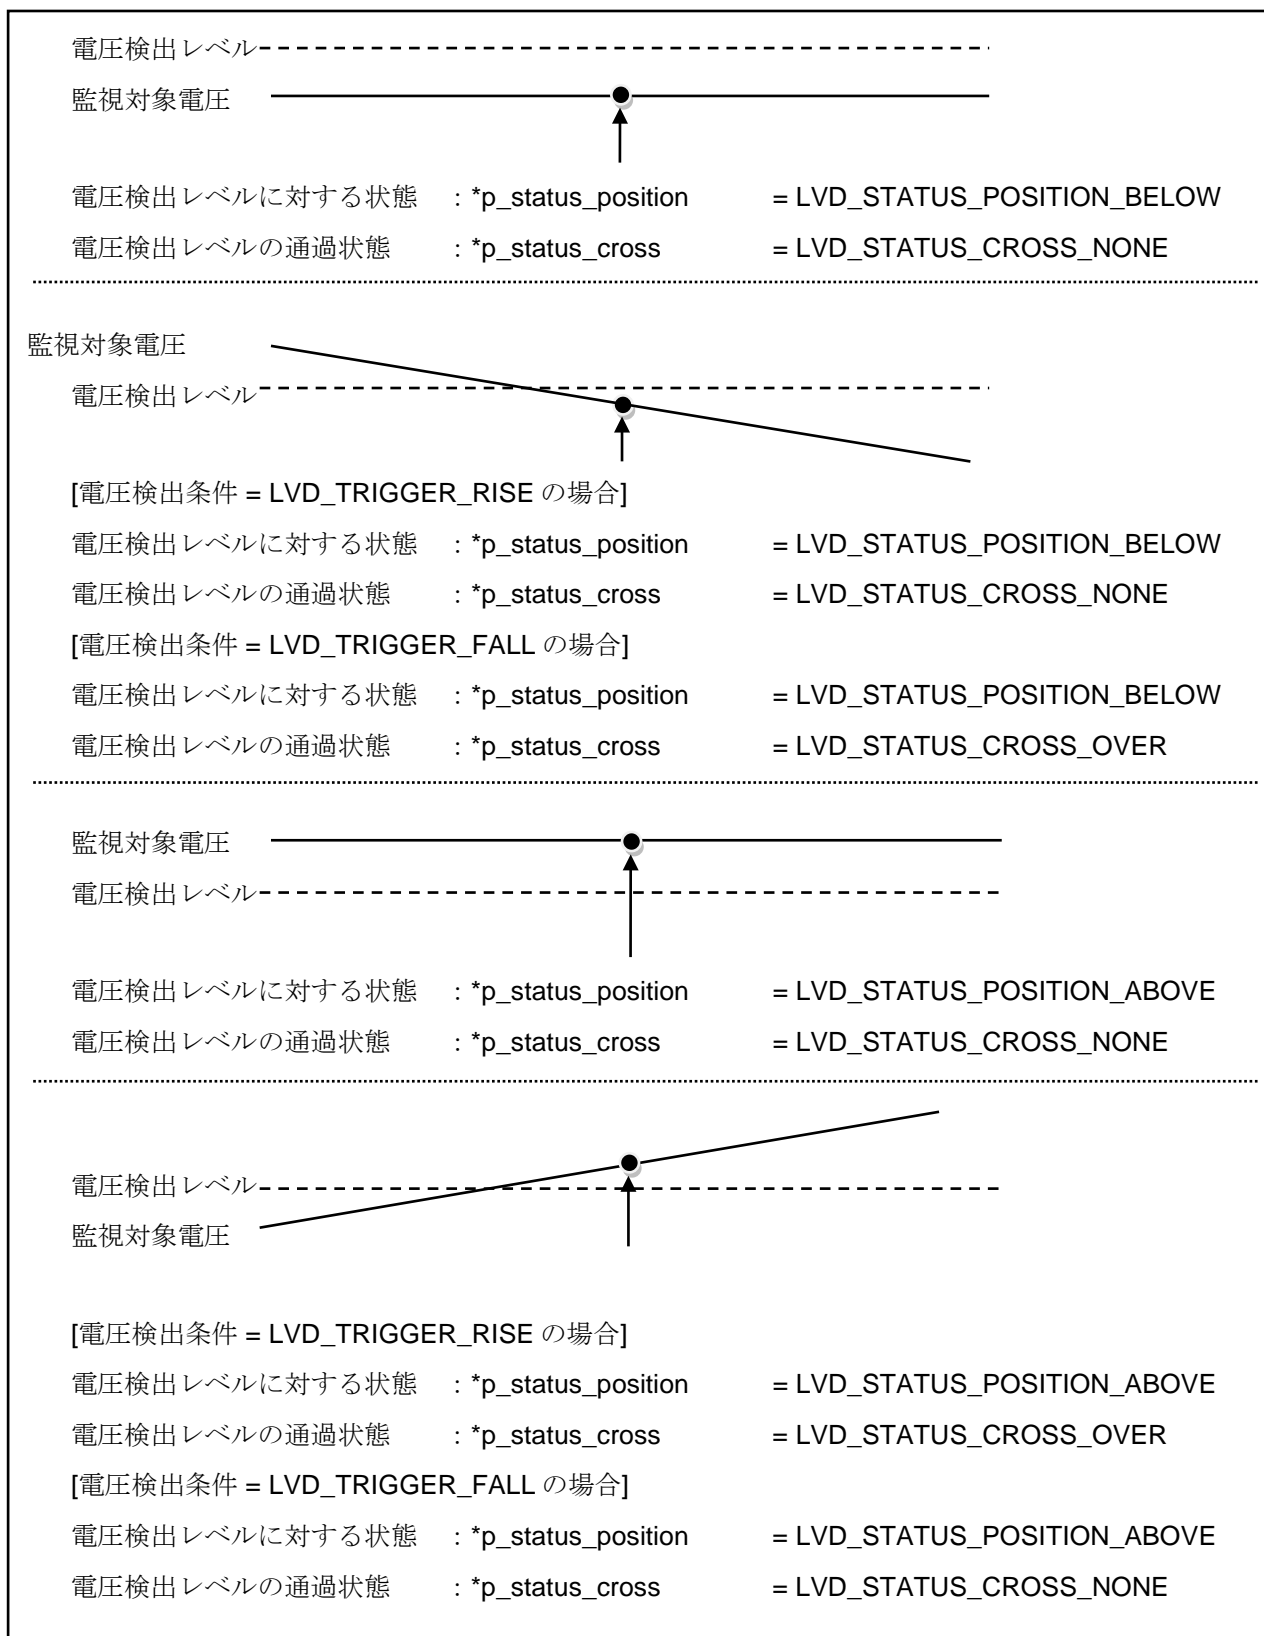 電圧検出レベル
監視対象電圧
電圧検出レベルに対する状態 : *p_status_position = LVD_STATUS_POSITION_BELOW
電圧検出レベルの通過状態 : *p_status_cross = LVD_STATUS_CROSS_NONE
監視対象電圧
電圧検出レベル
[電圧検出条件 = LVD_TRIGGER_RISE の場合]
電圧検出レベルに対する状態 : *p_status_position = LVD_STATUS_POSITION_BELOW
電圧検出レベルの通過状態 : *p_status_cross = LVD_STATUS_CROSS_NONE
[電圧検出条件 = LVD_TRIGGER_FALL の場合]
電圧検出レベルに対する状態 : *p_status_position = LVD_STATUS_POSITION_BELOW
電圧検出レベルの通過状態 : *p_status_cross = LVD_STATUS_CROSS_OVER
監視対象電圧
電圧検出レベル
電圧検出レベルに対する状態 : *p_status_position = LVD_STATUS_POSITION_ABOVE
電圧検出レベルの通過状態 : *p_status_cross = LVD_STATUS_CROSS_NONE
電圧検出レベル
監視対象電圧
[電圧検出条件 = LVD_TRIGGER_RISE の場合]
電圧検出レベルに対する状態 : *p_status_position = LVD_STATUS_POSITION_ABOVE
電圧検出レベルの通過状態 : *p_status_cross = LVD_STATUS_CROSS_OVER
[電圧検出条件 = LVD_TRIGGER_FALL の場合]
電圧検出レベルに対する状態 : *p_status_position = LVD_STATUS_POSITION_ABOVE
電圧検出レベルの通過状態 : *p_status_cross = LVD_STATUS_CROSS_NONE